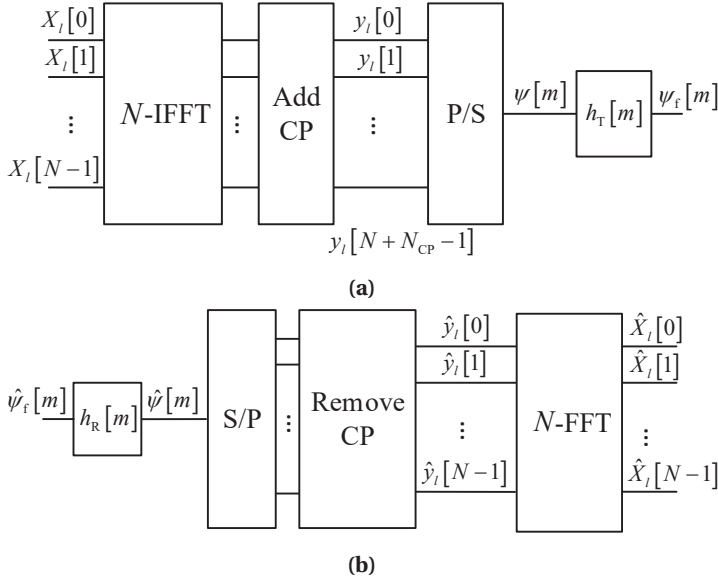 X_l[0]
X_l[1]
⋮
X_l[N−1]
N-IFFT
⋮
Add
CP
y_l[0]
y_l[1]
⋮
y_l[N + N_CP −1]
P/S
ψ[m]
h_T[m]
ψ_f[m]
(a)
ψ̂_f[m]
h_R[m]
ψ̂[m]
S/P
⋮
Remove
CP
ŷ_l[0]
ŷ_l[1]
⋮
ŷ_l[N−1]
N-FFT
X̂_l[0]
X̂_l[1]
⋮
X̂_l[N−1]
(b)